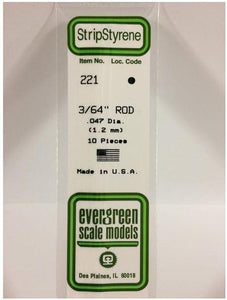 StripStyrene
Item No. Loc. Code
221
3/64" ROD
.047 Dia.
(1.2 mm)
10 Pieces
Made in U.S.A.
evergreen
scale models
Des Plaines, IL 60018